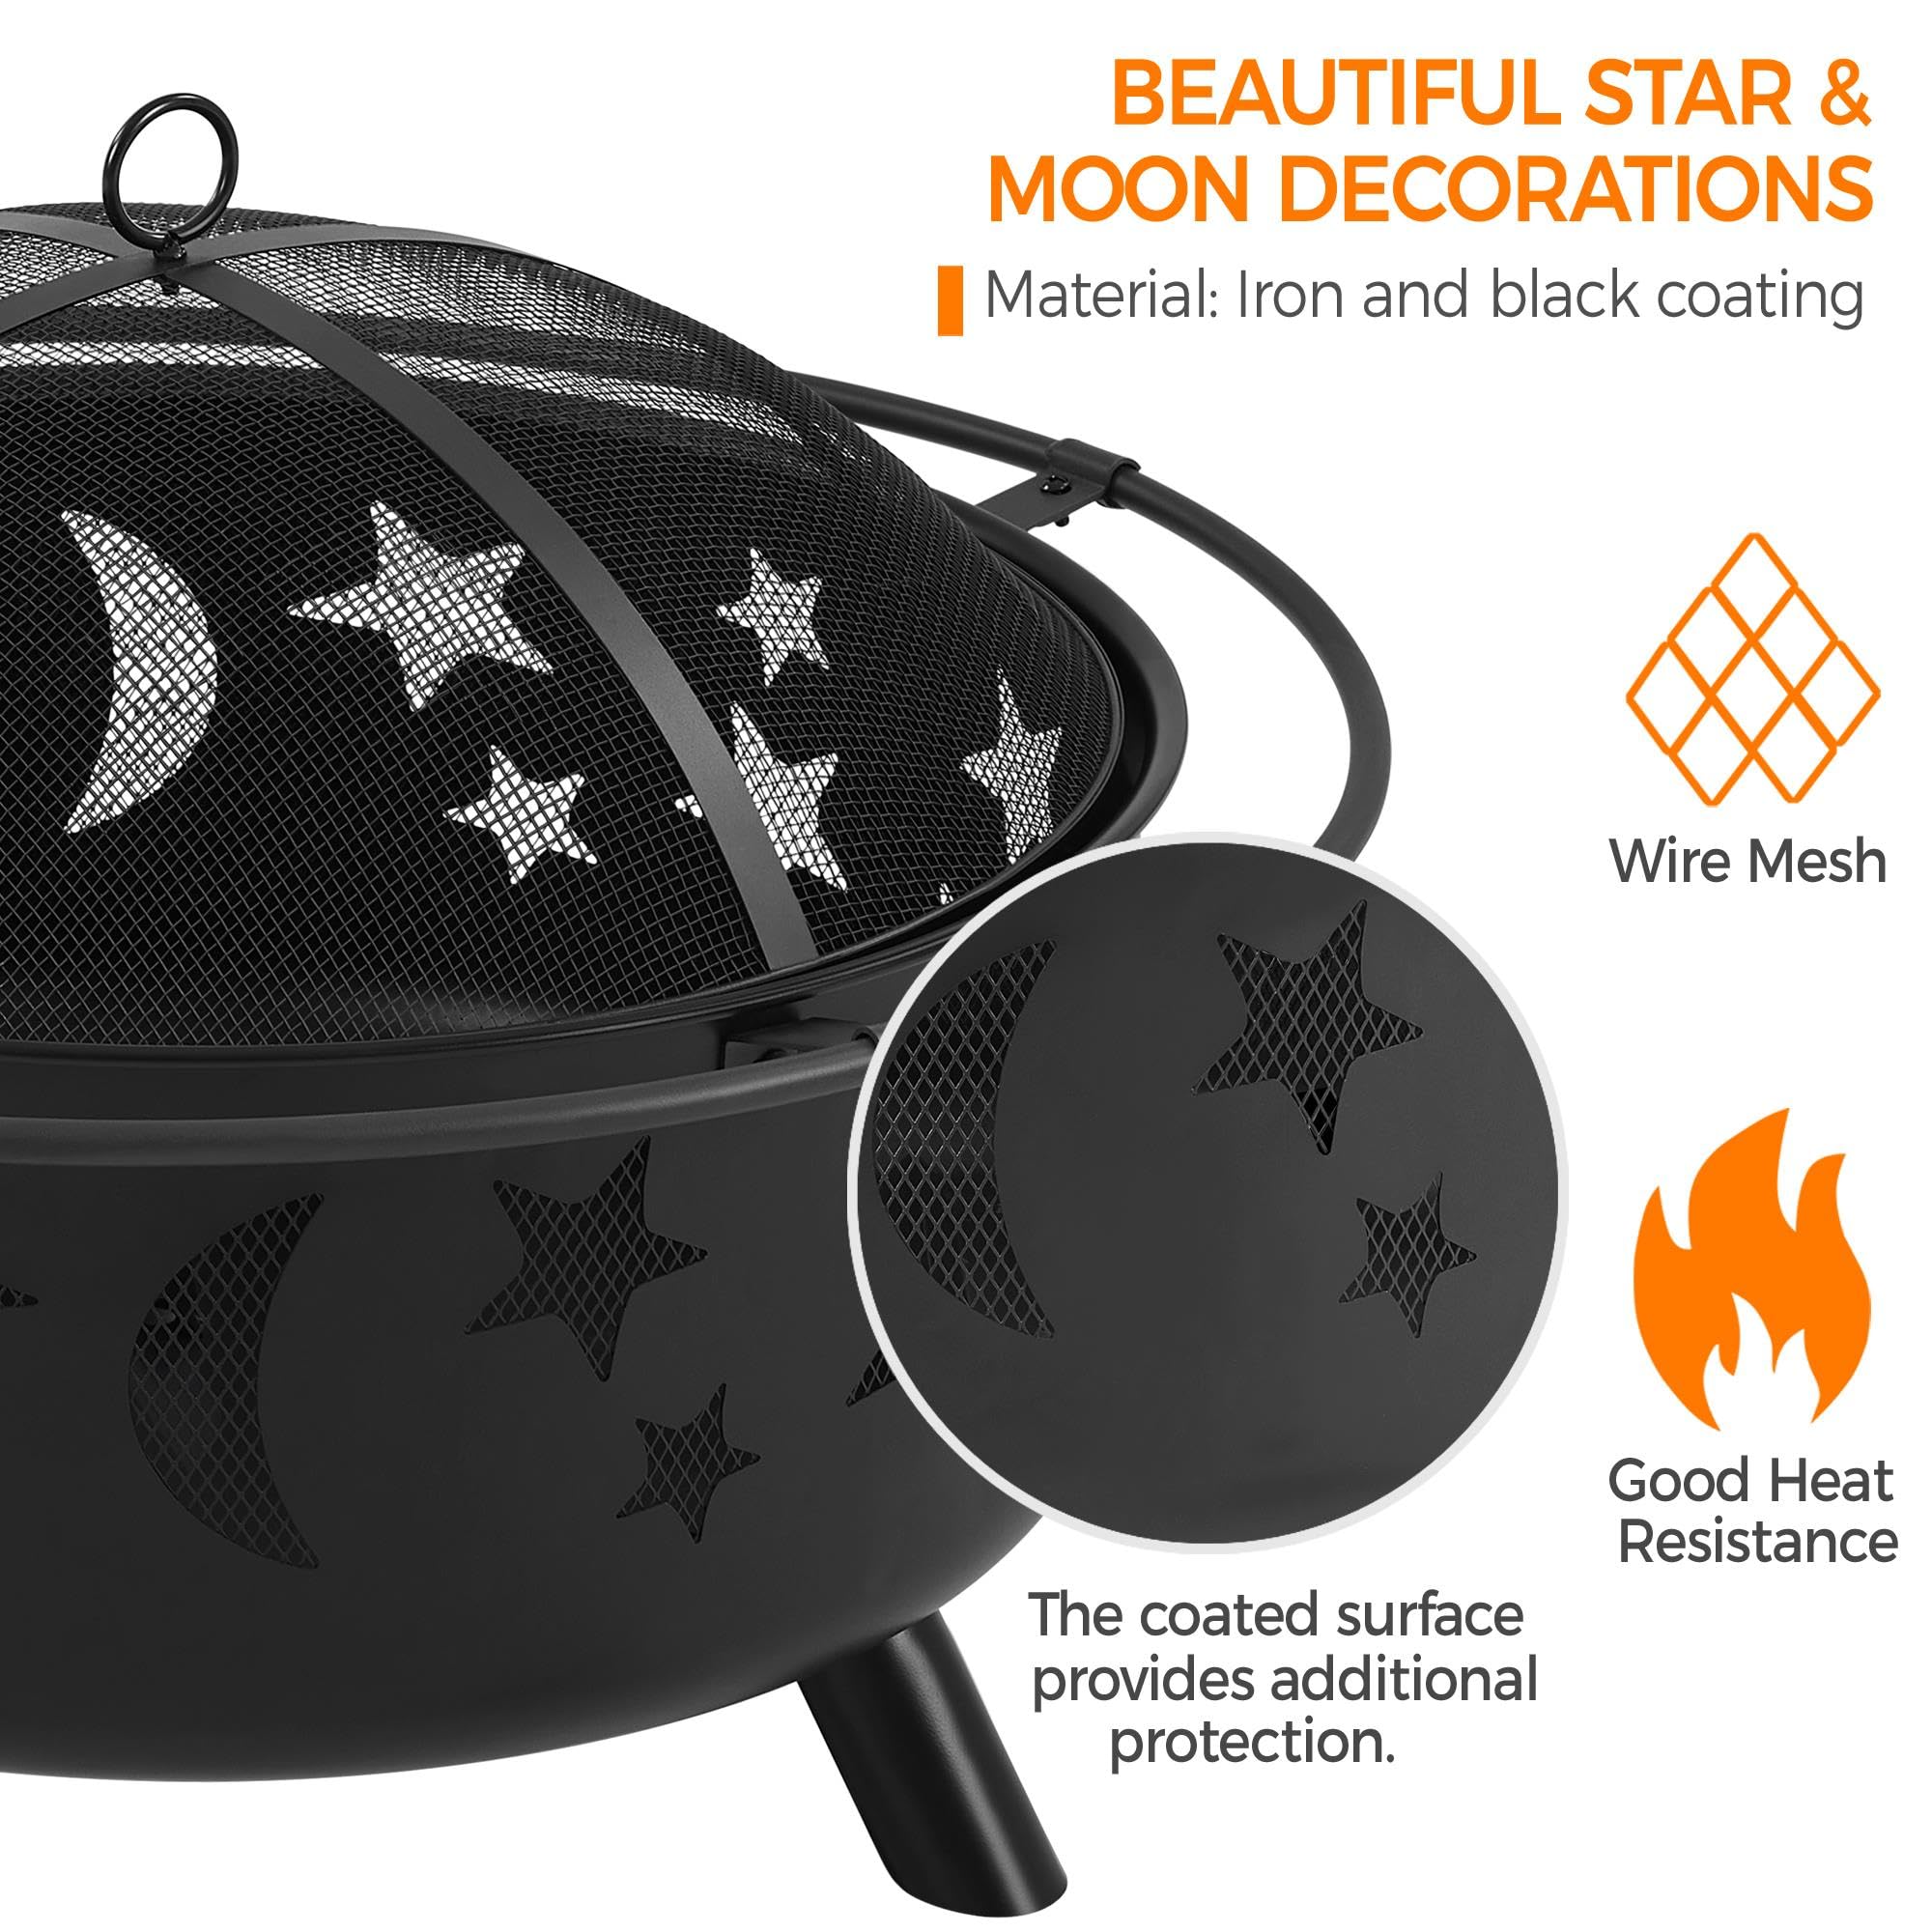 BEAUTIFUL STAR &
MOON DECORATIONS
Material: Iron and black coating
Wire Mesh
Good Heat
Resistance
The coated surface
provides additional
protection.